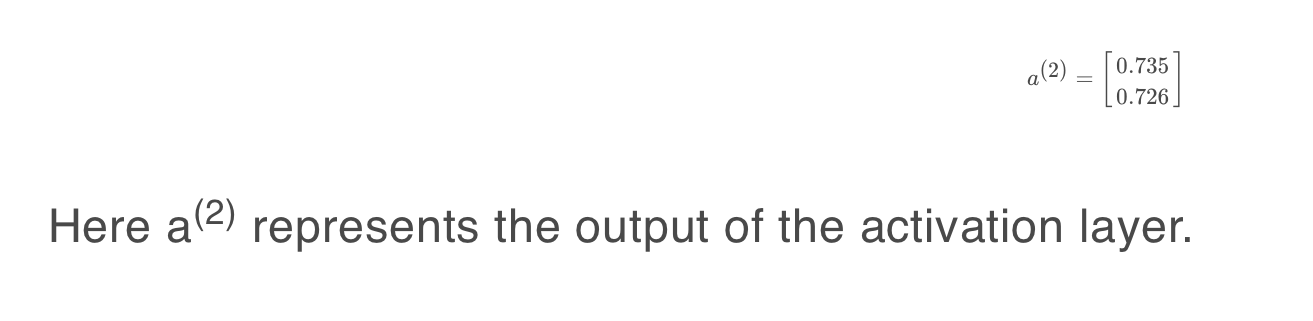 a^(2) = [0.735
0.726]
Here a^(2) represents the output of the activation layer.